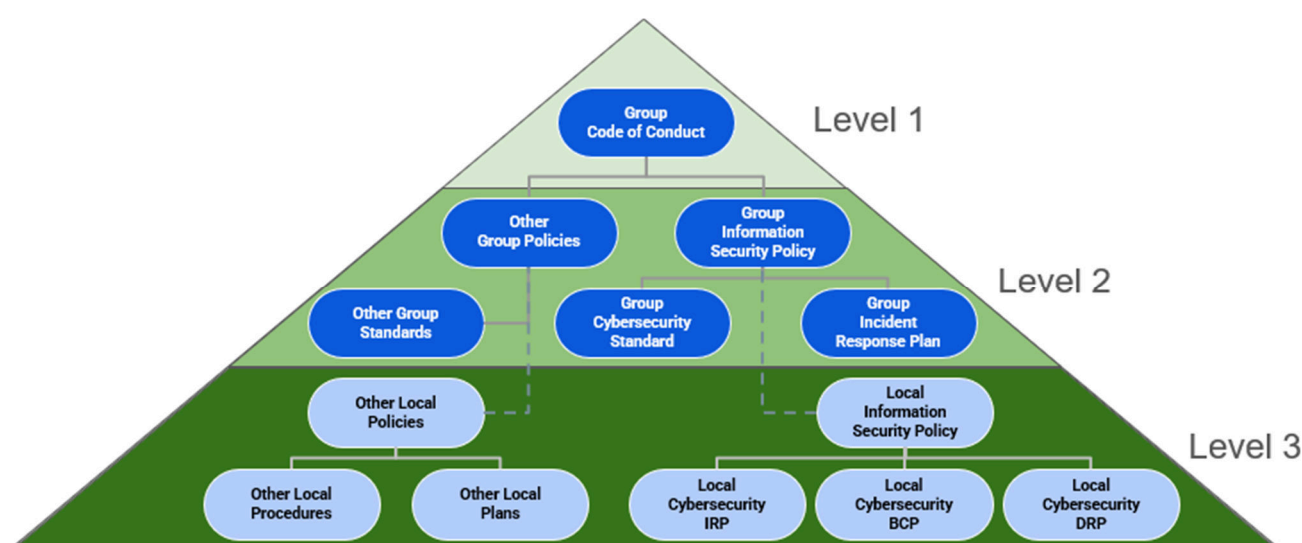 Group
Code of Conduct
Level 1
Other
Group Policies
Group
Information
Security Policy
Level 2
Other Group
Standards
Group
Cybersecurity
Standard
Group
Incident
Response Plan
Other Local
Policies
Local
Information
Security Policy
Level 3
Other Local
Procedures
Other Local
Plans
Local
Cybersecurity
IRP
Local
Cybersecurity
BCP
Local
Cybersecurity
DRP